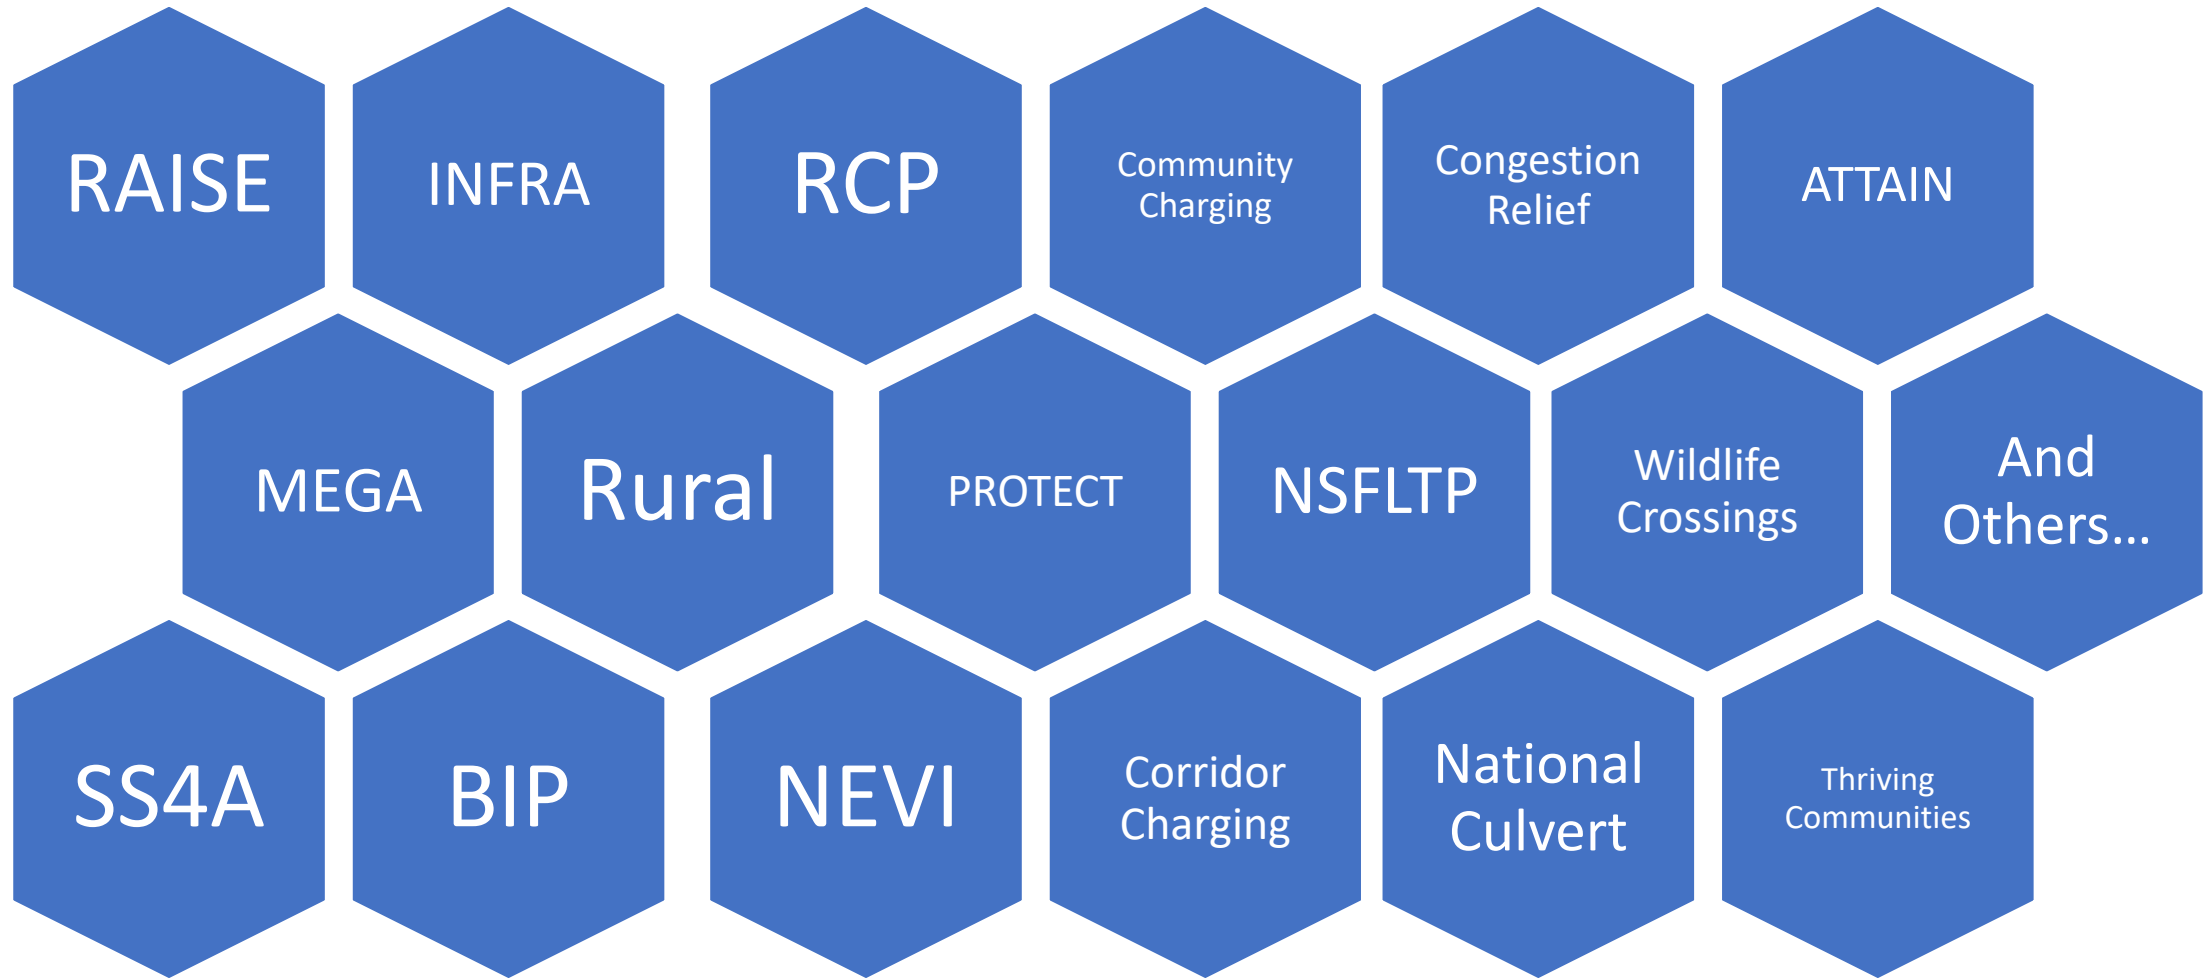 RAISE
INFRA
RCP
Community
Charging
Congestion
Relief
ATTAIN
MEGA
Rural
PROTECT
NSFLTP
Wildlife
Crossings
And
Others...
SS4A
BIP
NEVI
Corridor
Charging
National
Culvert
Thriving
Communities